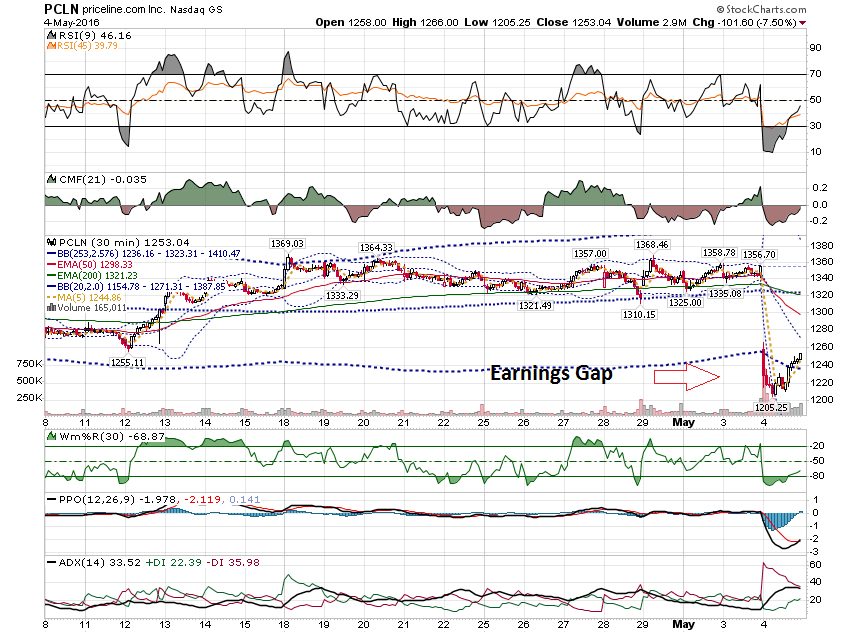 PCLN priceline.com Inc. Nasdaq GS © StockCharts.com
4-May-2016 Open 1258.00 High 1266.00 Low 1205.25 Close 1253.04 Volume 2.9M Chg -101.60 (-7.50%)
RSI(9) 46.16
RSI(45) 39.79
90
70
50
30
10
CMF(21) -0.035
0.2
0.0
-0.2
PCLN (30 min) 1253.04
BB(253,2.576) 1236.16 - 1323.31 - 1410.47
EMA(50) 1298.33
EMA(200) 1321.23
BB(20,2.0) 1154.78 - 1271.31 - 1387.85
MA(5) 1244.86
Volume 165,011
1369.03
1364.33
1357.00
1368.46
1358.78
1356.70
1333.29
1321.49
1310.15
1325.00
1335.08
1255.11
1205.25
Earnings Gap
1380
1360
1340
1320
1300
1280
1260
1240
1220
1200
750K
500K
250K
8 11 12 13 14 15 18 19 20 21 22 25 26 27 28 29 May 3 4
Wm%R(30) -68.87
-20
-50
-80
PPO(12,26,9) -1.978, -2.119, 0.141
1
0
-1
-2
-3
ADX(14) 33.52 +DI 22.39 -DI 35.98
60
40
20
8 11 12 13 14 15 18 19 20 21 22 25 26 27 28 29 May 3 4